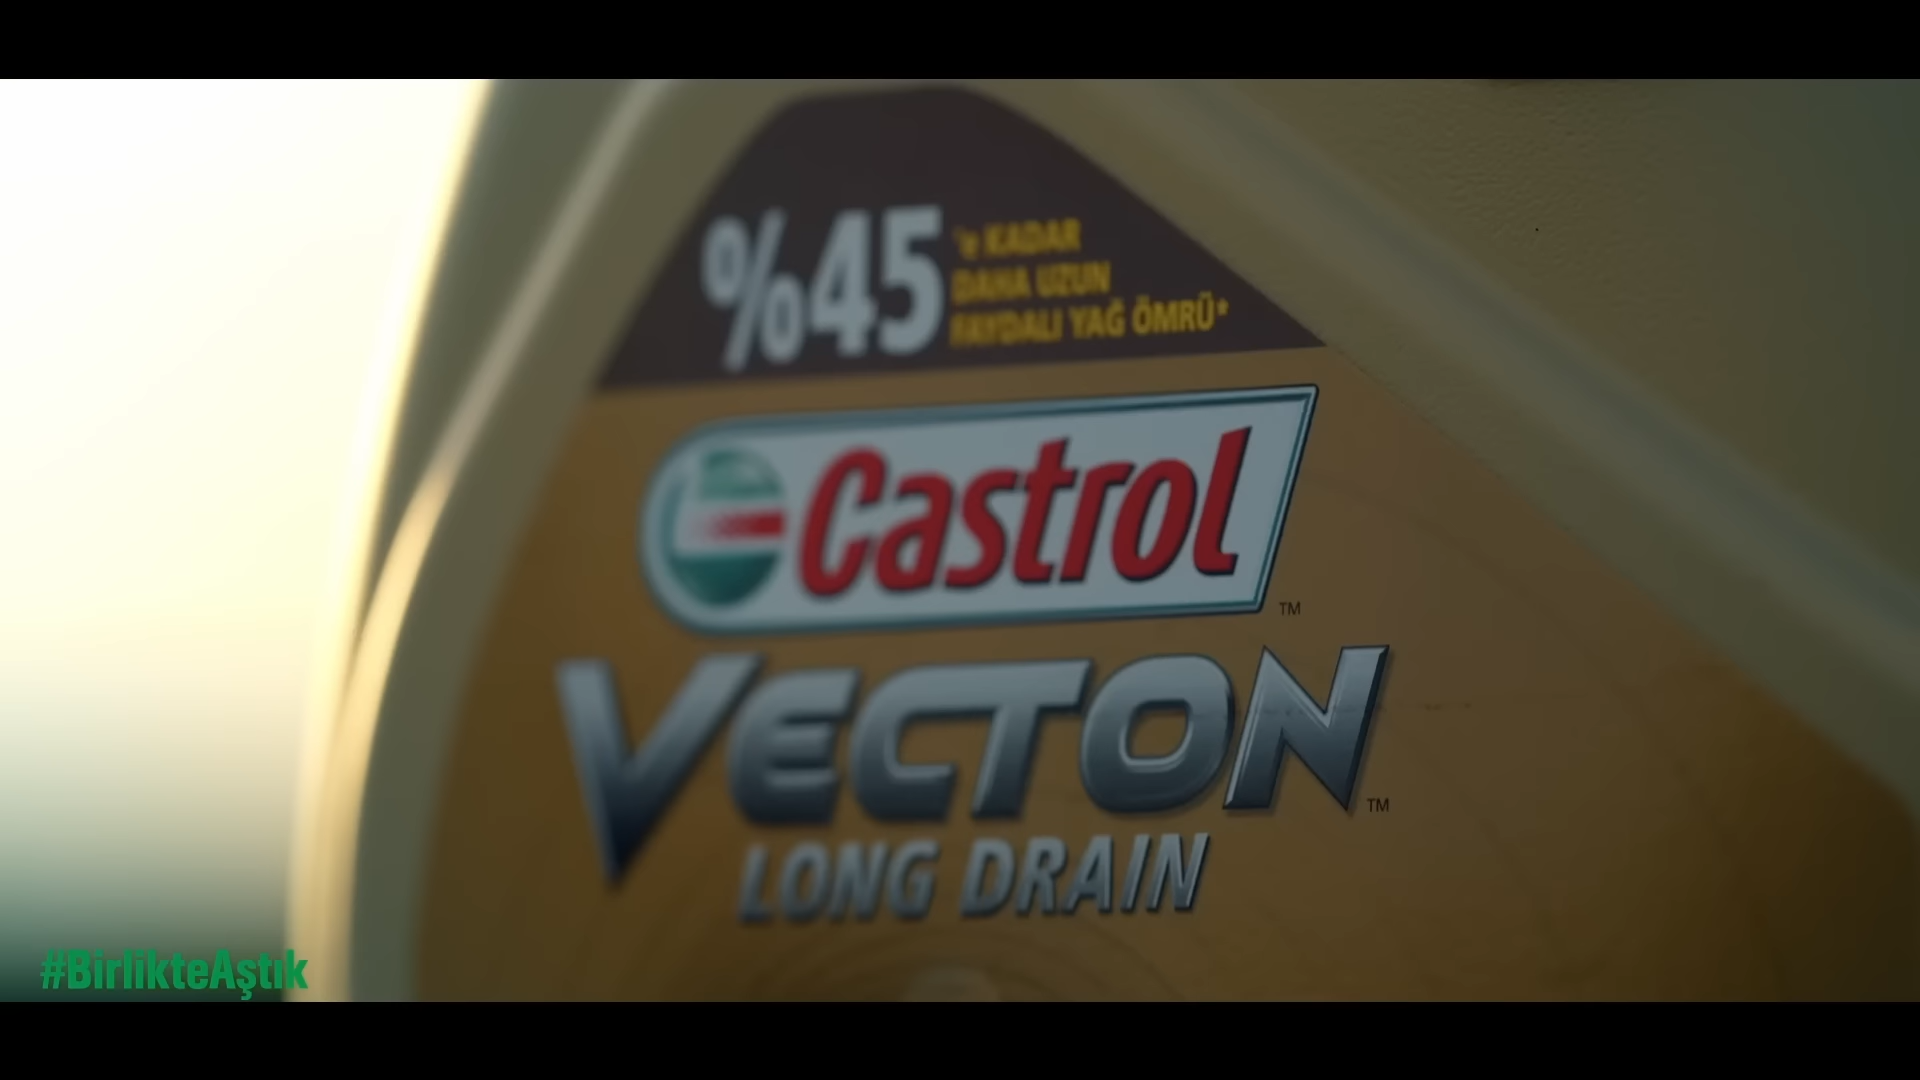 %45 'e KADAR
DAHA UZUN
FAYDALI YAĞ ÖMRÜ*
Castrol
TM
VECTON
TM
LONG DRAIN
#BirlikteAştık